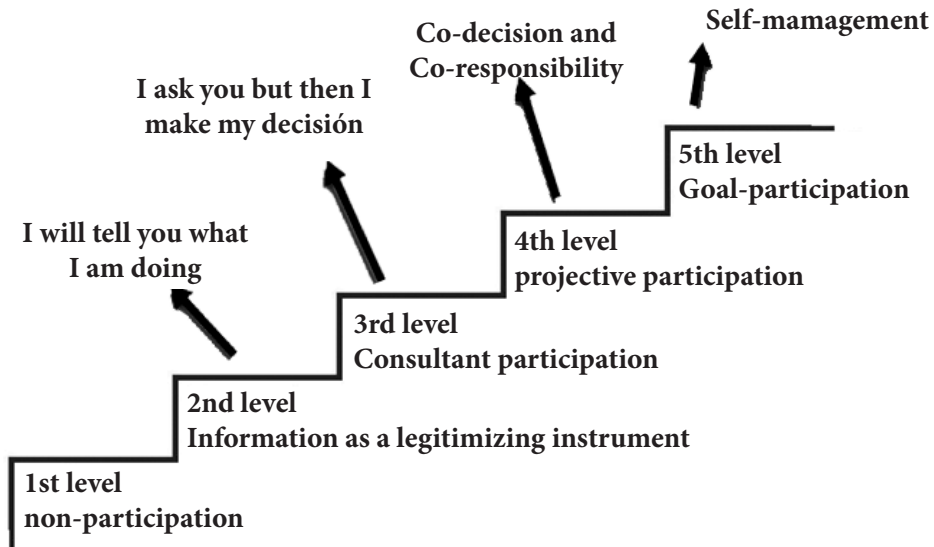 Self-mamagement
Co-decision and
Co-responsibility
I ask you but then I
make my decisión
5th level
Goal-participation
I will tell you what
I am doing
4th level
projective participation
3rd level
Consultant participation
2nd level
Information as a legitimizing instrument
1st level
non-participation